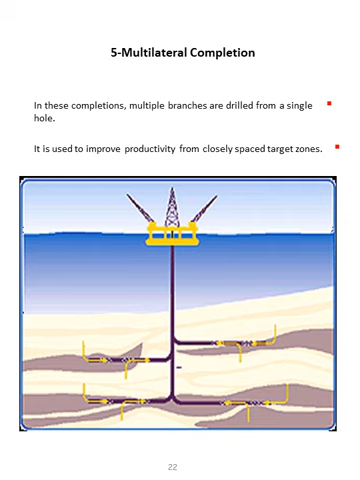 5-Multilateral Completion
In these completions, multiple branches are drilled from a single
hole.
It is used to improve productivity from closely spaced target zones.
22